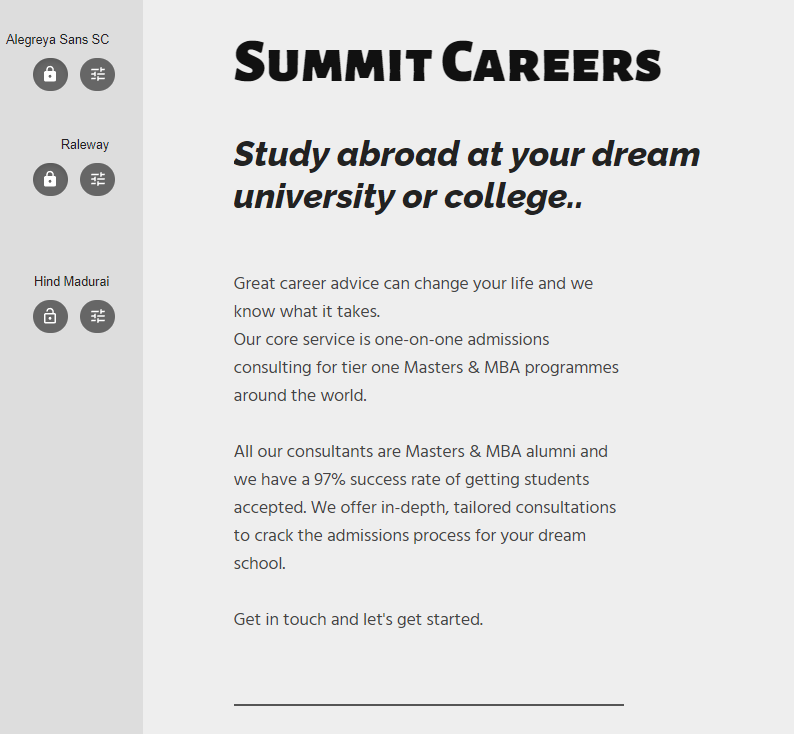 Alegreya Sans SC
Summit Careers
Raleway
Study abroad at your dream
university or college..
Hind Madurai
Great career advice can change your life and we
know what it takes.
Our core service is one-on-one admissions
consulting for tier one Masters & MBA programmes
around the world.
All our consultants are Masters & MBA alumni and
we have a 97% success rate of getting students
accepted. We offer in-depth, tailored consultations
to crack the admissions process for your dream
school.
Get in touch and let's get started.